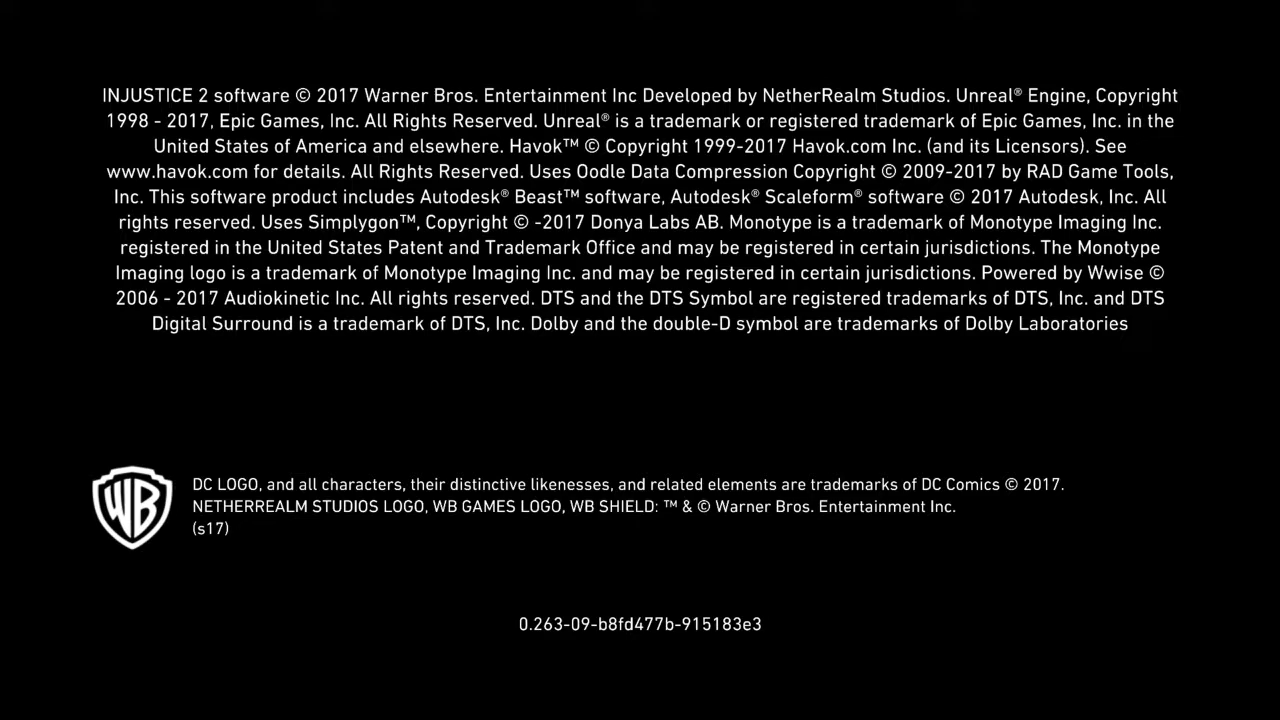 INJUSTICE 2 software © 2017 Warner Bros. Entertainment Inc Developed by NetherRealm Studios. Unreal® Engine, Copyright
1998 - 2017, Epic Games, Inc. All Rights Reserved. Unreal® is a trademark or registered trademark of Epic Games, Inc. in the
United States of America and elsewhere. Havok™ © Copyright 1999-2017 Havok.com Inc. (and its Licensors). See
www.havok.com for details. All Rights Reserved. Uses Oodle Data Compression Copyright © 2009-2017 by RAD Game Tools,
Inc. This software product includes Autodesk® Beast™ software, Autodesk® Scaleform® software © 2017 Autodesk, Inc. All
rights reserved. Uses Simplygon™, Copyright © -2017 Donya Labs AB. Monotype is a trademark of Monotype Imaging Inc.
registered in the United States Patent and Trademark Office and may be registered in certain jurisdictions. The Monotype
Imaging logo is a trademark of Monotype Imaging Inc. and may be registered in certain jurisdictions. Powered by Wwise ©
2006 - 2017 Audiokinetic Inc. All rights reserved. DTS and the DTS Symbol are registered trademarks of DTS, Inc. and DTS
Digital Surround is a trademark of DTS, Inc. Dolby and the double-D symbol are trademarks of Dolby Laboratories
WB
DC LOGO, and all characters, their distinctive likenesses, and related elements are trademarks of DC Comics © 2017.
NETHERREALM STUDIOS LOGO, WB GAMES LOGO, WB SHIELD: ™ & © Warner Bros. Entertainment Inc.
(s17)
0.263-09-b8fd477b-915183e3